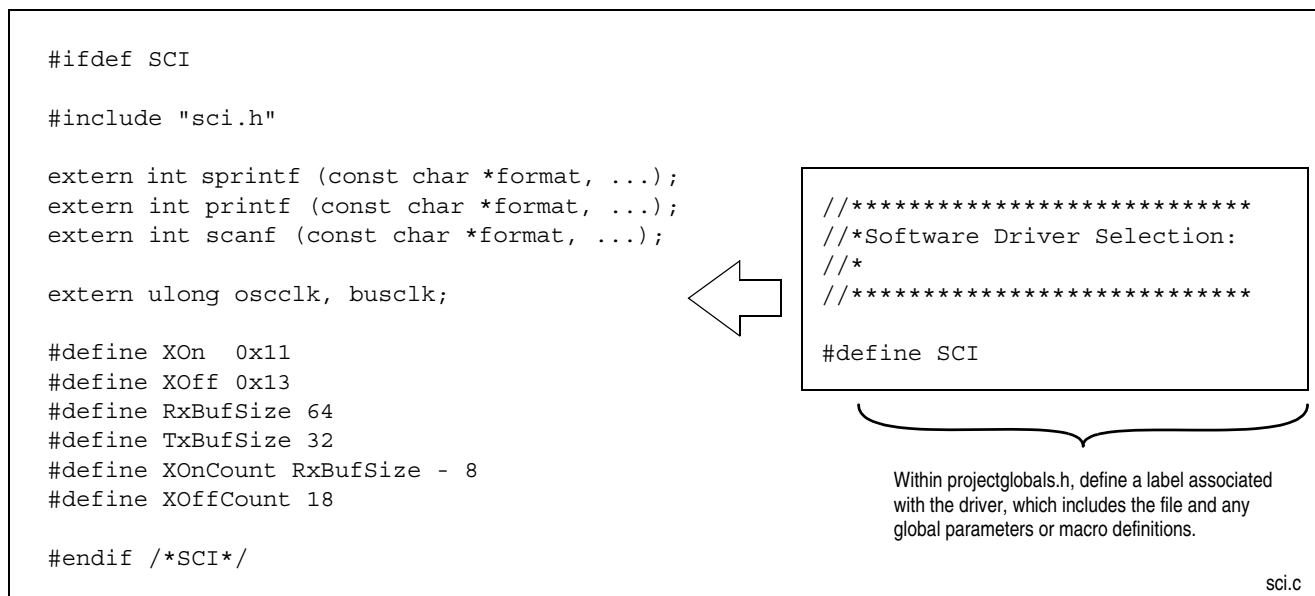 #ifdef SCI
#include "sci.h"
extern int sprintf (const char *format, ...);
extern int printf (const char *format, ...);
extern int scanf (const char *format, ...);
extern ulong oscclk, busclk;
#define XOn  0x11
#define XOff 0x13
#define RxBufSize 64
#define TxBufSize 32
#define XOnCount RxBufSize - 8
#define XOffCount 18
#endif /*SCI*/
//****************************
//*Software Driver Selection:
//*
//****************************
#define SCI
Within projectglobals.h, define a label associated
with the driver, which includes the file and any
global parameters or macro definitions.
sci.c